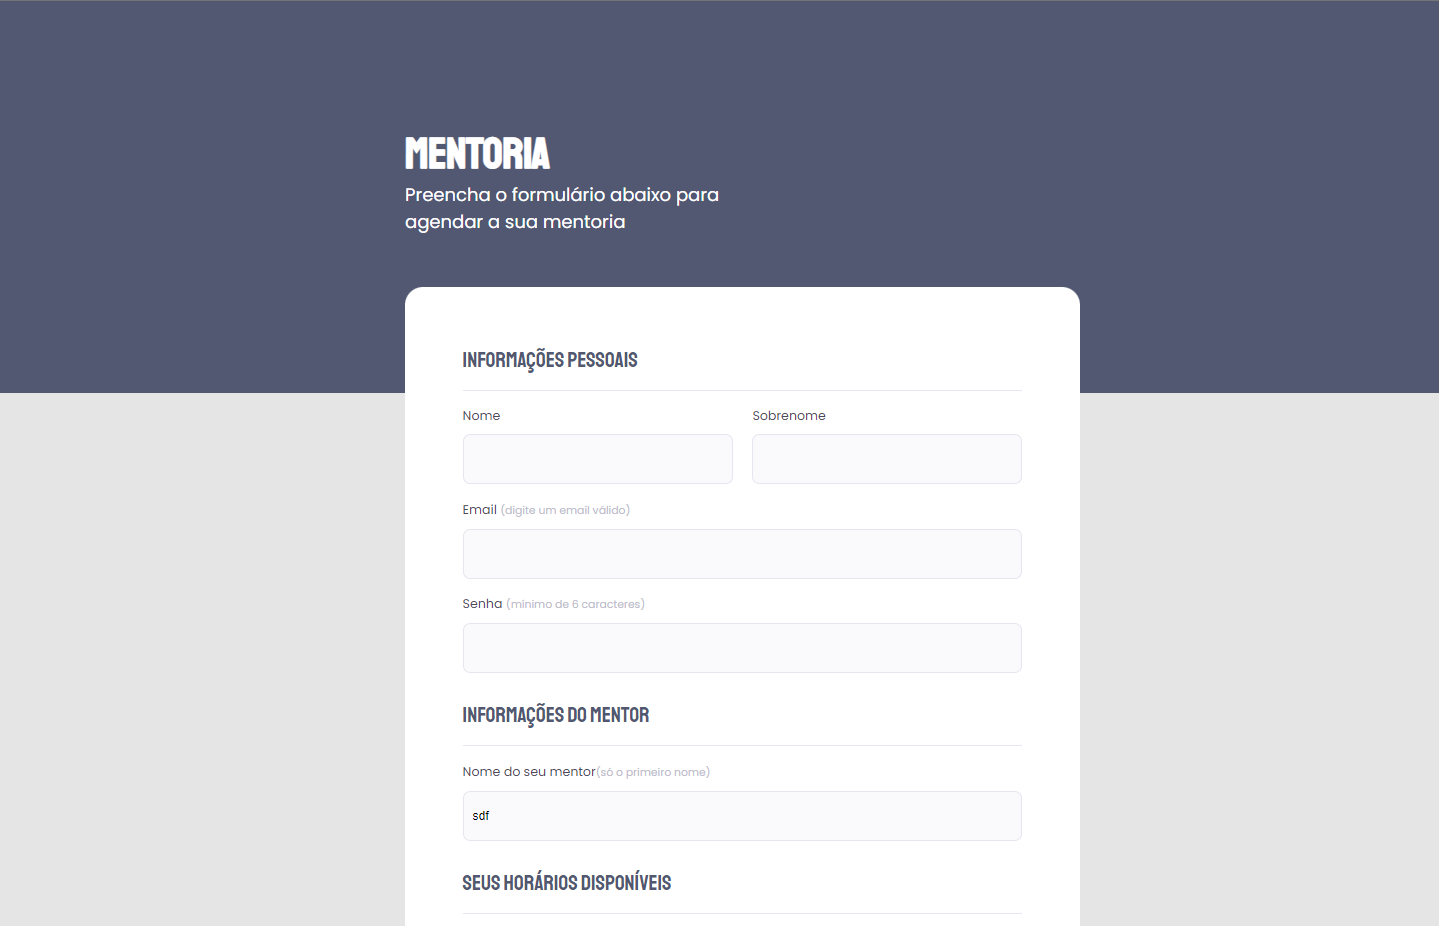 MENTORIA
Preencha o formulário abaixo para
agendar a sua mentoria
INFORMAÇÕES PESSOAIS
Nome
Sobrenome
Email (digite um email válido)
Senha (minimo de 6 caracteres)
INFORMAÇÕES DO MENTOR
Nome do seu mentor(só o primeiro nome)
sdf
SEUS HORÁRIOS DISPONÍVEIS